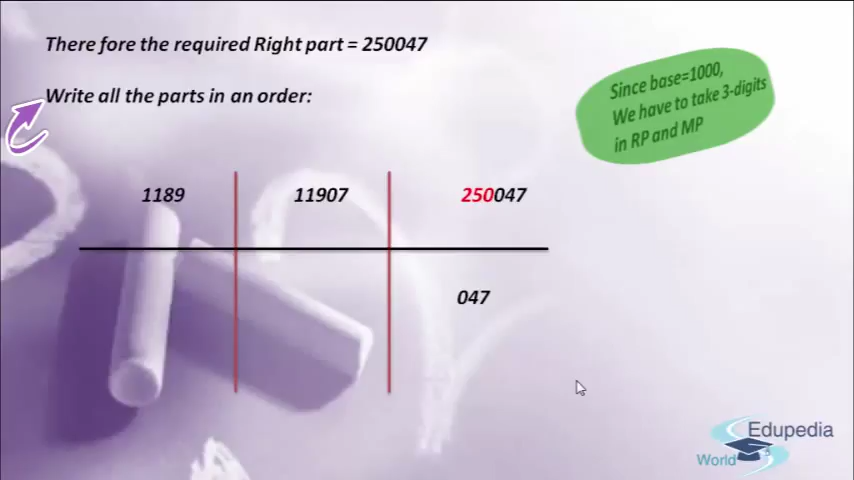 There fore the required Right part = 250047
Write all the parts in an order:
Since base=1000,
We have to take 3-digits
in RP and MP
1189 11907 250047
047
Edupedia
World